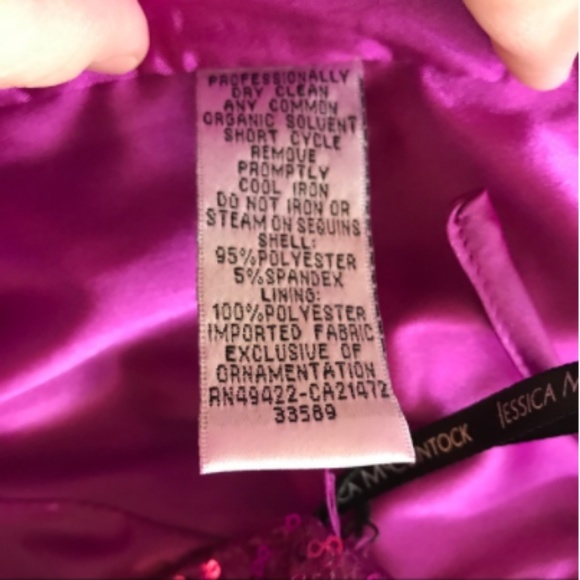 PROFESSIONALLY
DRY CLEAN
ANY COMMON
ORGANIC SOLVENT
SHORT CYCLE
REMOVE
PROMPTLY
COOL IRON
DO NOT IRON OR
STEAM ON SEQUINS
SHELL:
95%POLYESTER
5%SPANDEX
LINING:
100%POLYESTER
IMPORTED FABRIC
EXCLUSIVE OF
ORNAMENTATION
RN49422-CA21472
33589
JESSICA